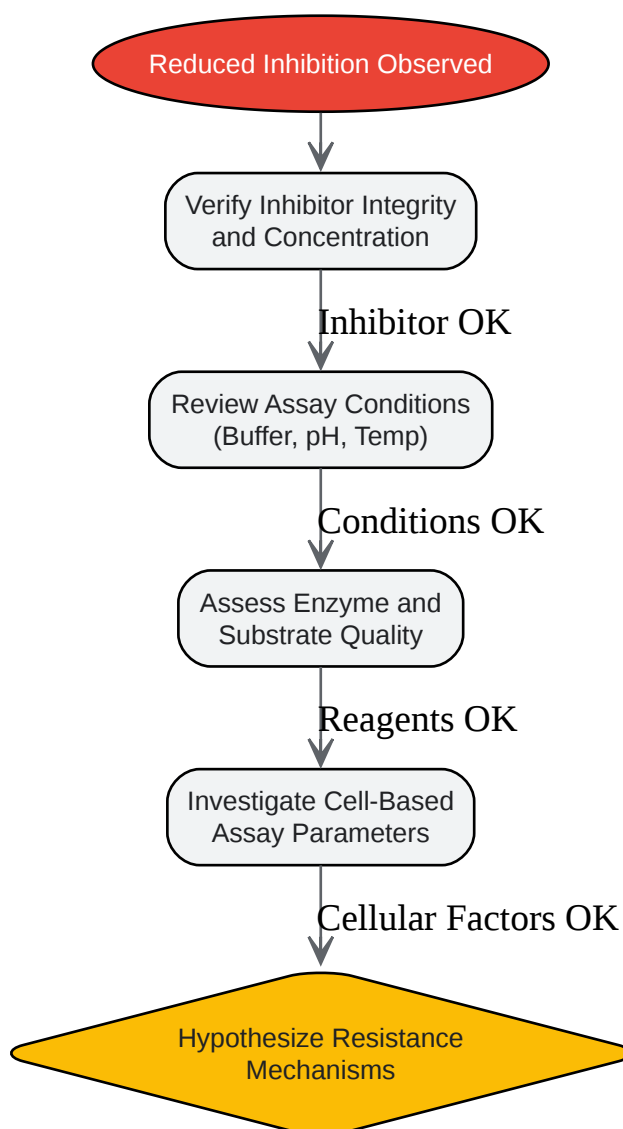 Reduced Inhibition Observed
Verify Inhibitor Integrity
and Concentration
Inhibitor OK
Review Assay Conditions
(Buffer, pH, Temp)
Conditions OK
Assess Enzyme and
Substrate Quality
Reagents OK
Investigate Cell-Based
Assay Parameters
Cellular Factors OK
Hypothesize Resistance
Mechanisms